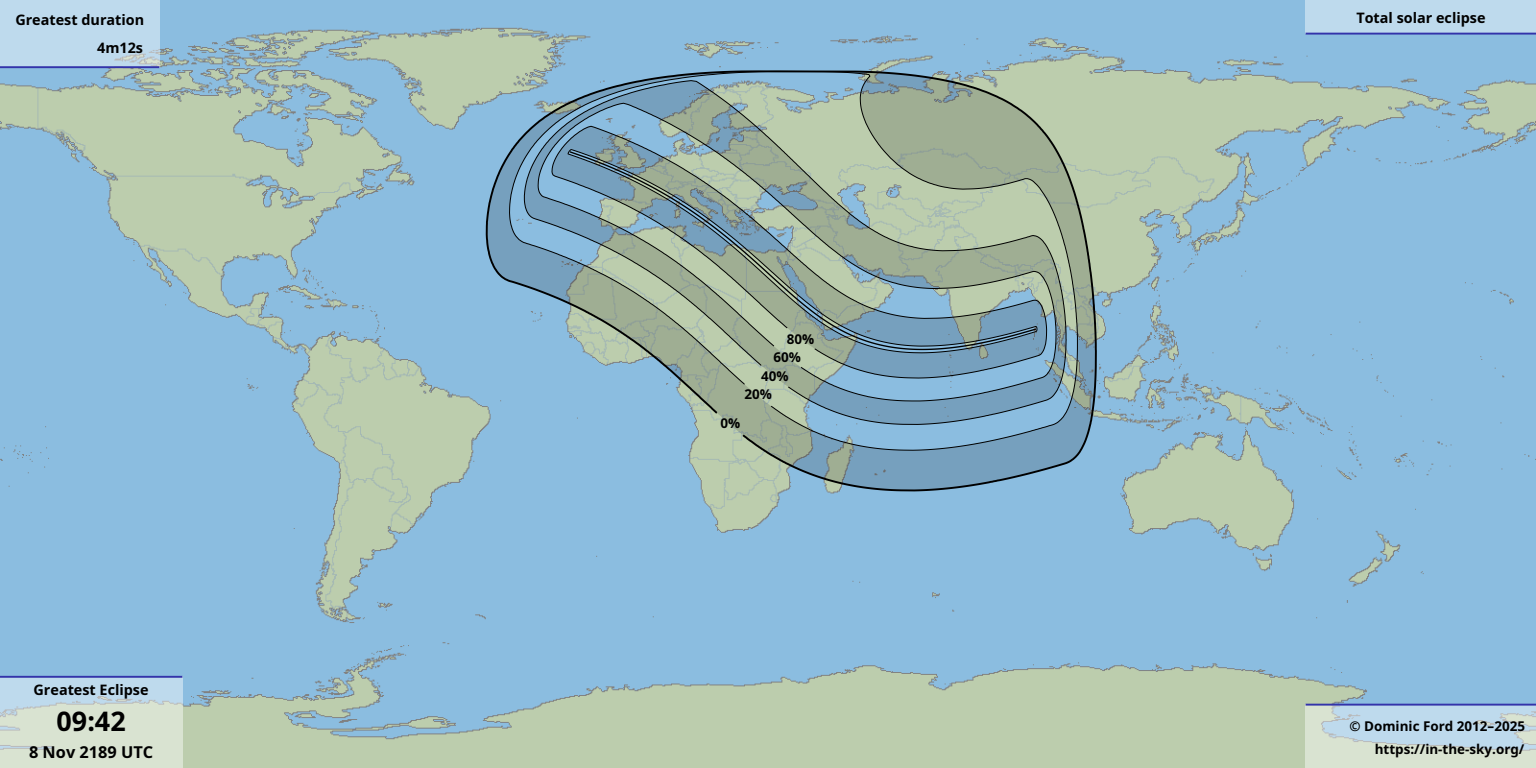 Greatest duration
4m12s
Total solar eclipse
80%
60%
40%
20%
0%
Greatest Eclipse
09:42
8 Nov 2189 UTC
© Dominic Ford 2012–2025
https://in-the-sky.org/